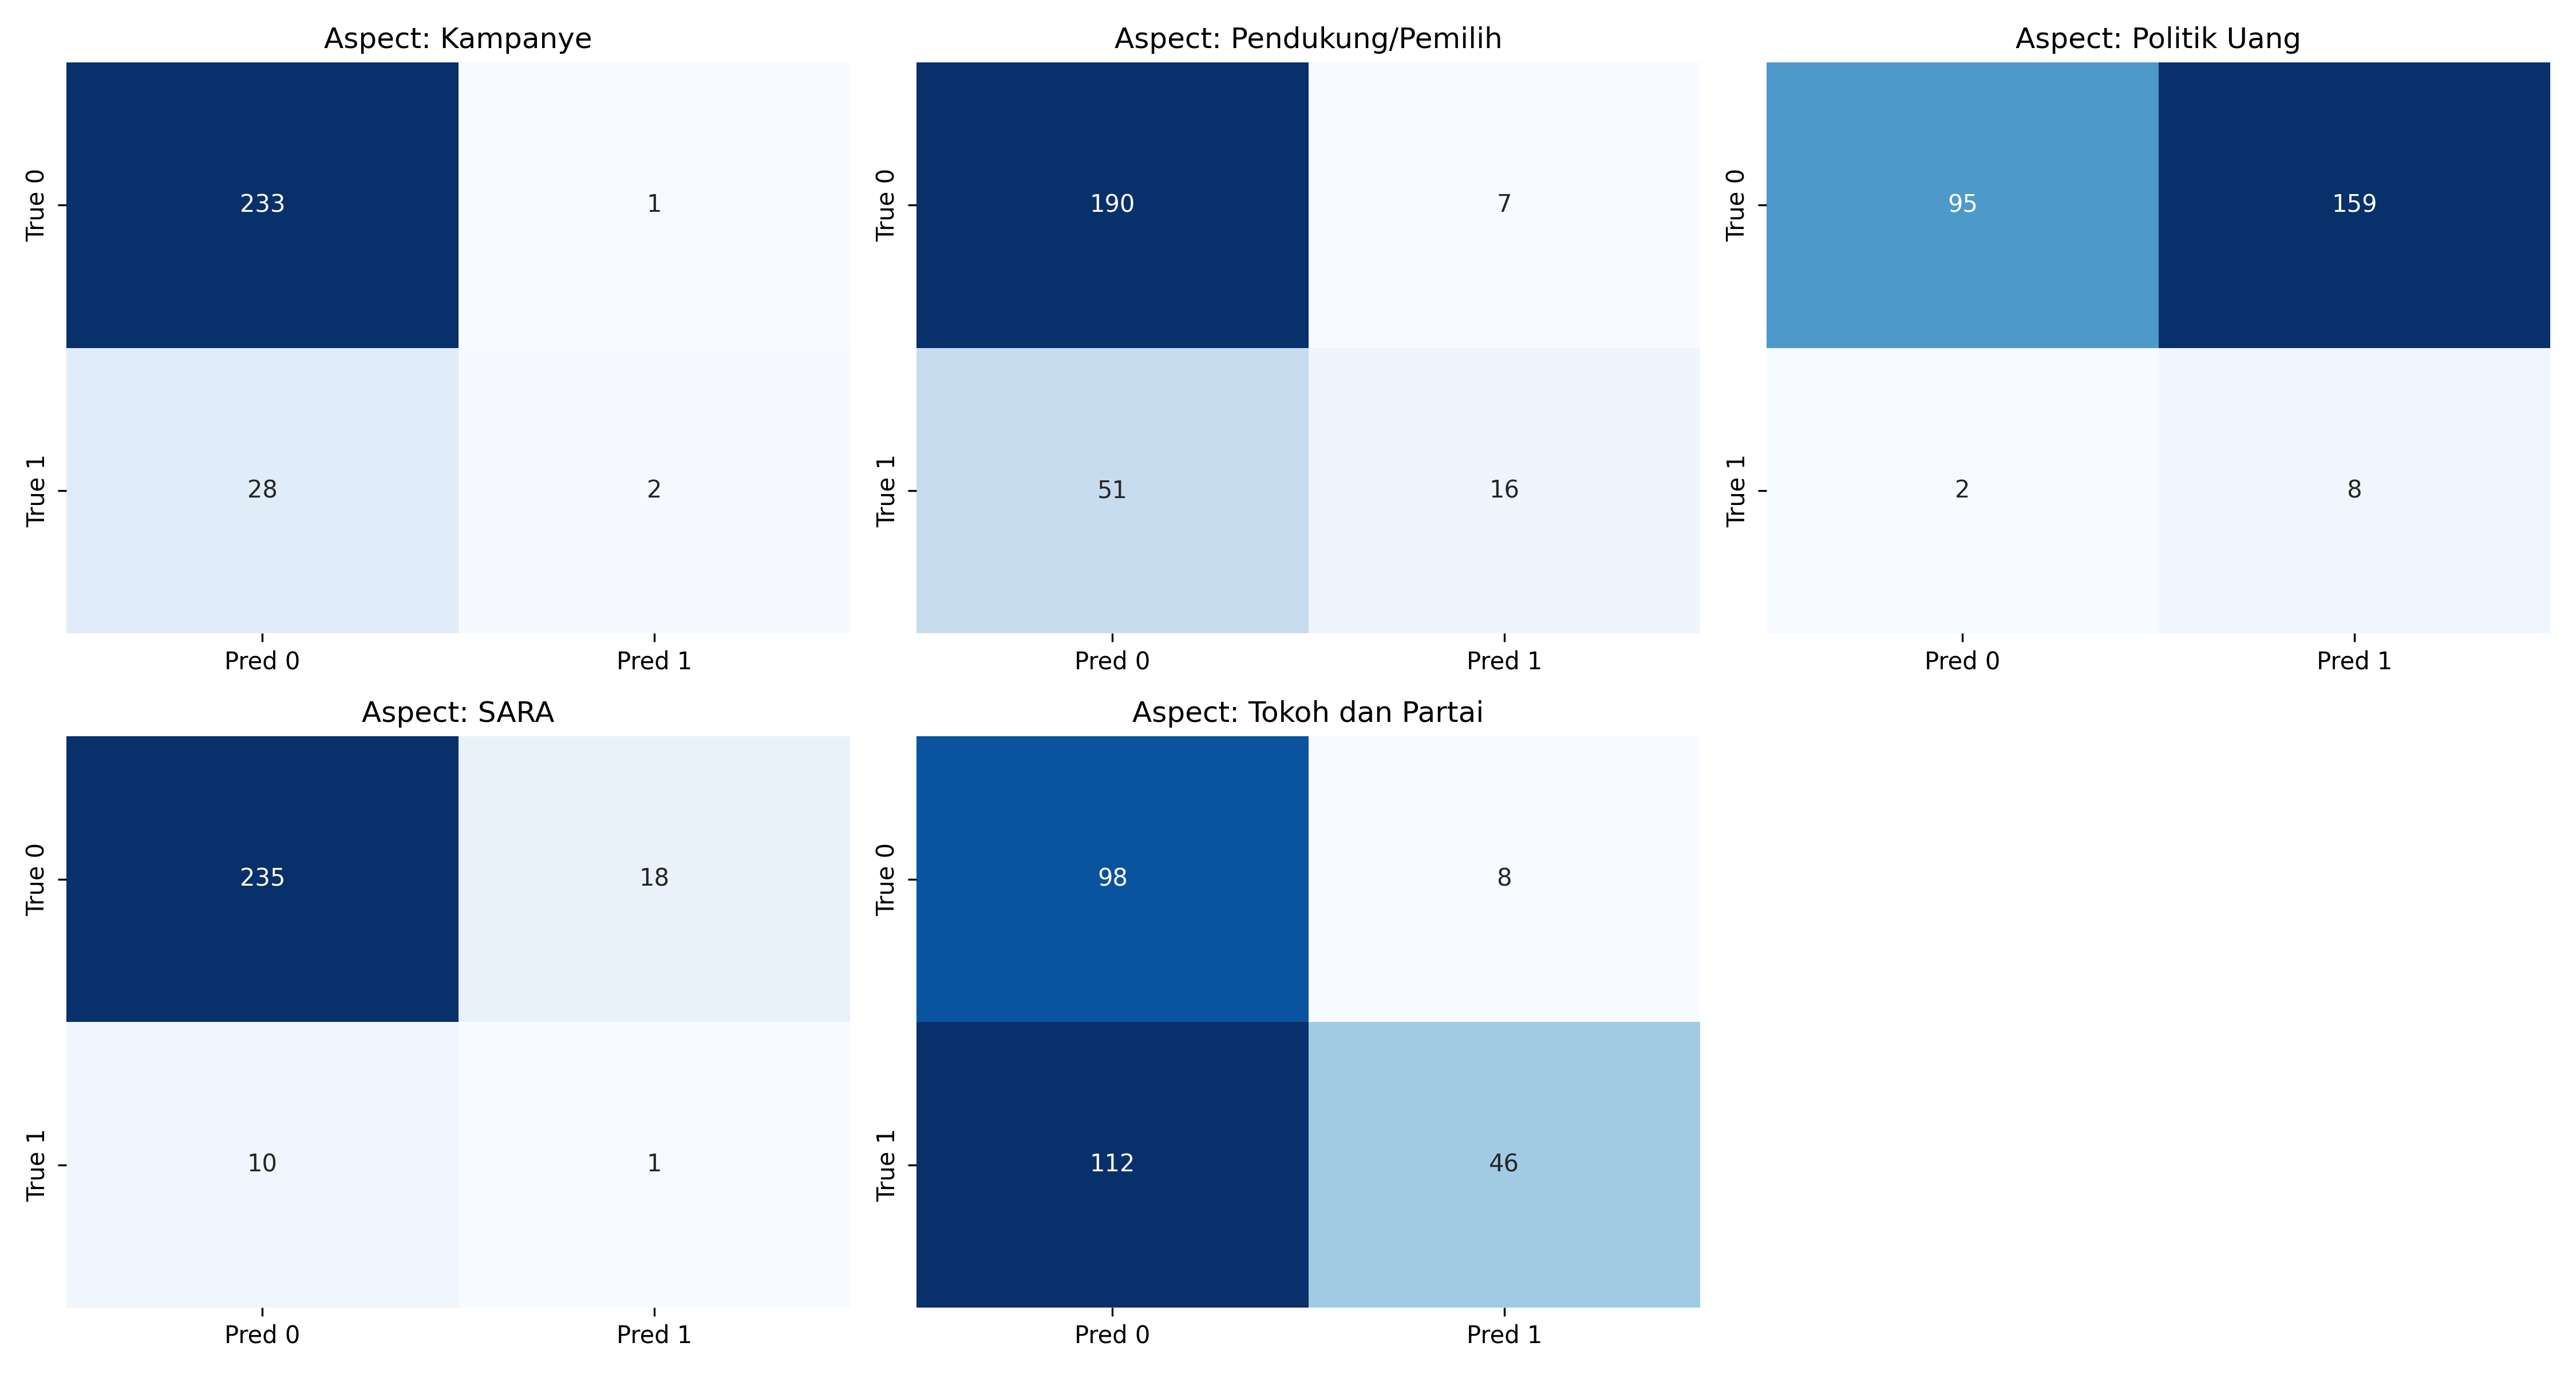 Aspect: Kampanye
True 0
233
1
True 1
28
2
Pred 0
Pred 1
Aspect: Pendukung/Pemilih
True 0
190
7
True 1
51
16
Pred 0
Pred 1
Aspect: Politik Uang
True 0
95
159
True 1
2
8
Pred 0
Pred 1
Aspect: SARA
True 0
235
18
True 1
10
1
Pred 0
Pred 1
Aspect: Tokoh dan Partai
True 0
98
8
True 1
112
46
Pred 0
Pred 1